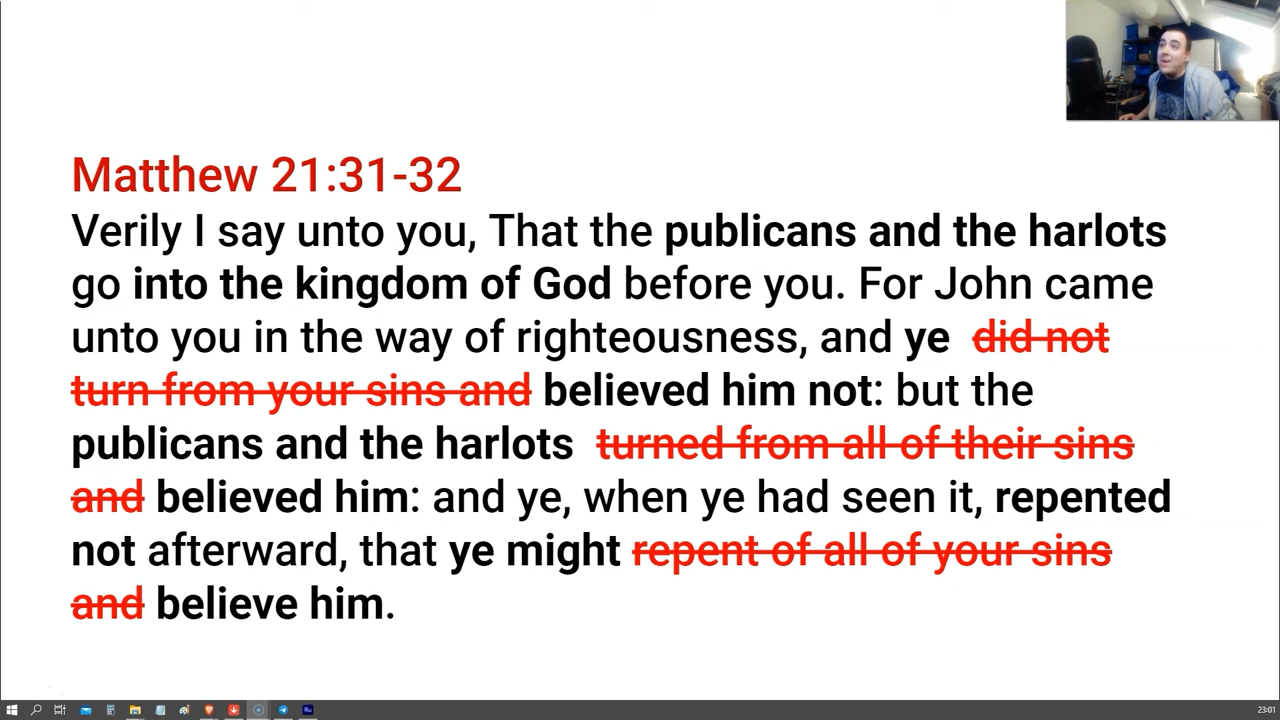 Matthew 21:31-32
Verily I say unto you, That the publicans and the harlots
go into the kingdom of God before you. For John came
unto you in the way of righteousness, and ye did not
turn from your sins and believed him not: but the
publicans and the harlots turned from all of their sins
and believed him: and ye, when ye had seen it, repented
not afterward, that ye might repent of all of your sins
and believe him.
Ru
23:01